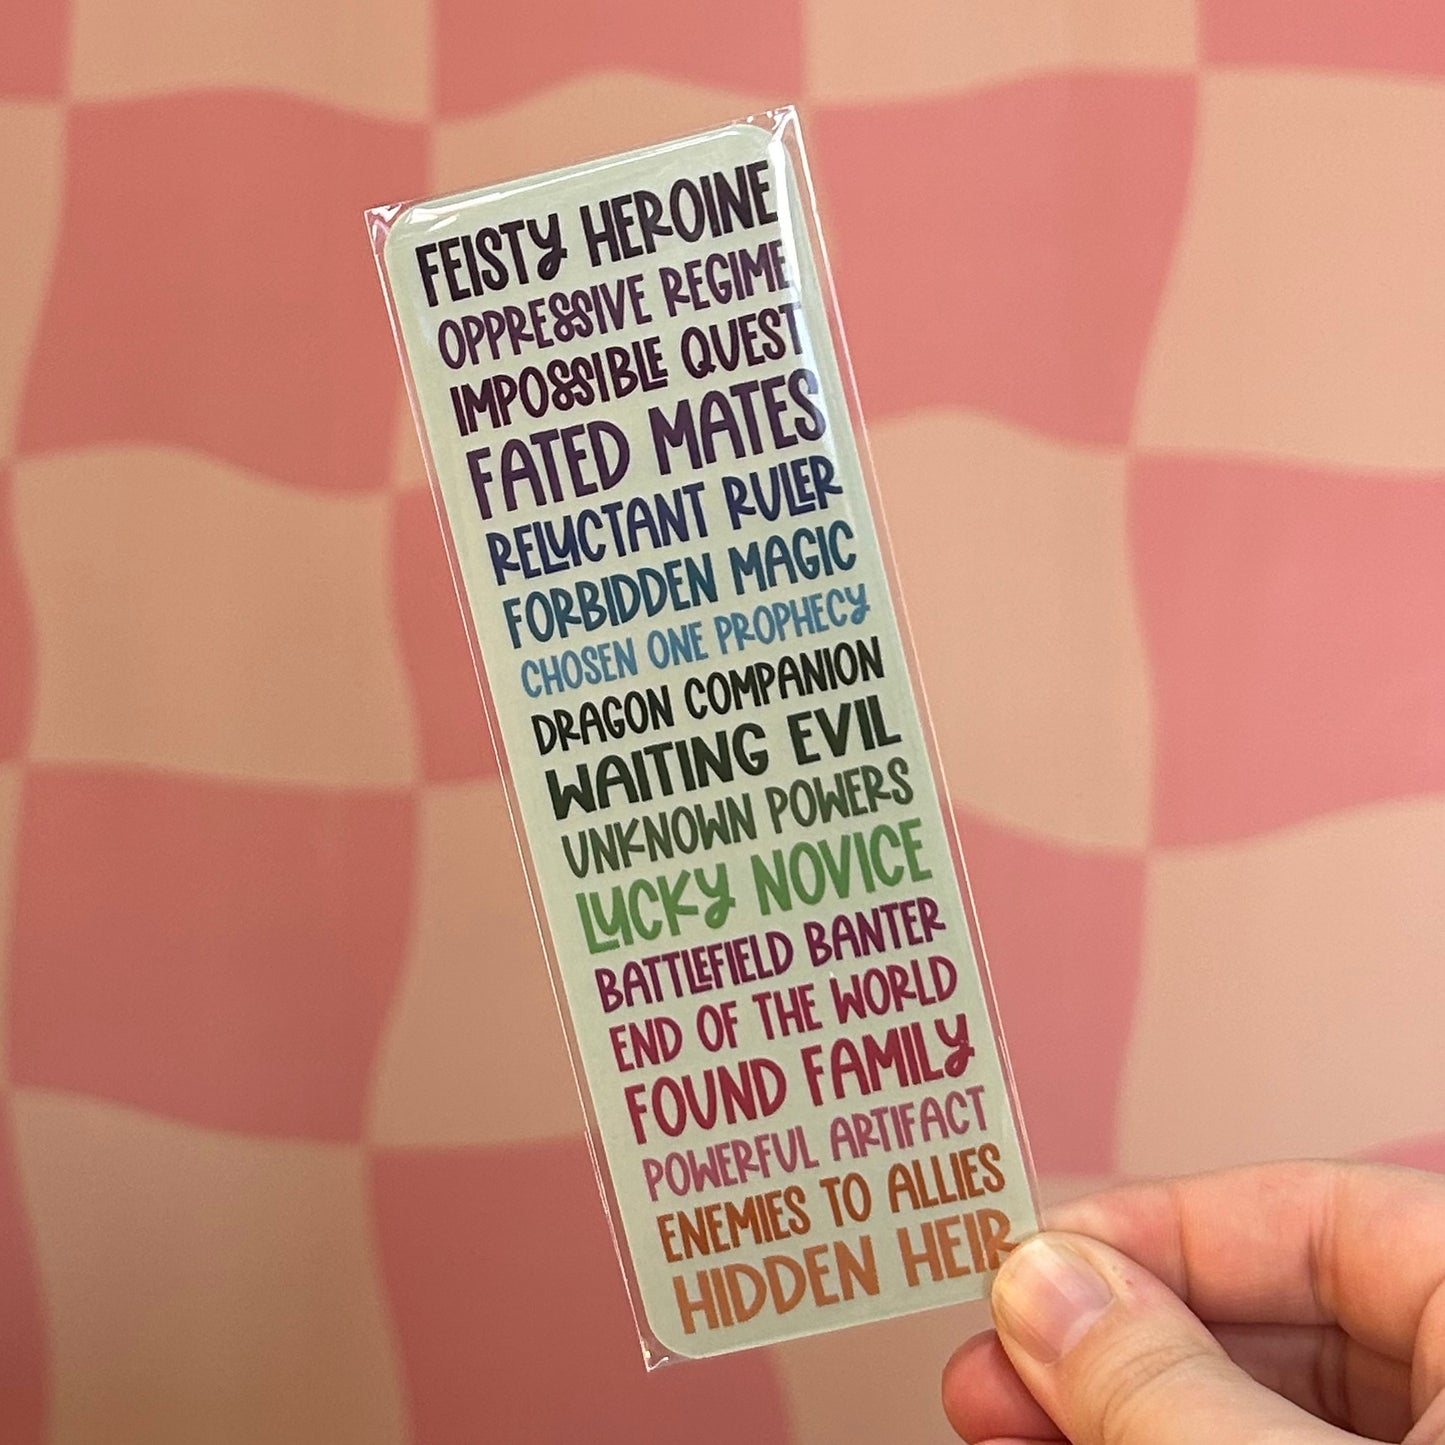 FEISTY HEROINE
OPPRESSIVE REGIME
IMPOSSIBLE QUEST
FATED MATES
RELUCTANT RULER
FORBIDDEN MAGIC
CHOSEN ONE PROPHECY
DRAGON COMPANION
WAITING EVIL
UNKNOWN POWERS
LUCKY NOVICE
BATTLEFIELD BANTER
END OF THE WORLD
FOUND FAMILY
POWERFUL ARTIFACT
ENEMIES TO ALLIES
HIDDEN HEIR